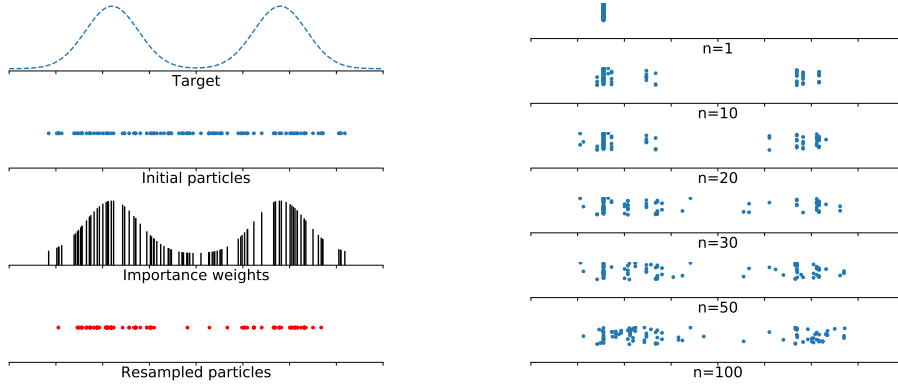 Target
Initial particles
Importance weights
Resampled particles
n=1
n=10
n=20
n=30
n=50
n=100